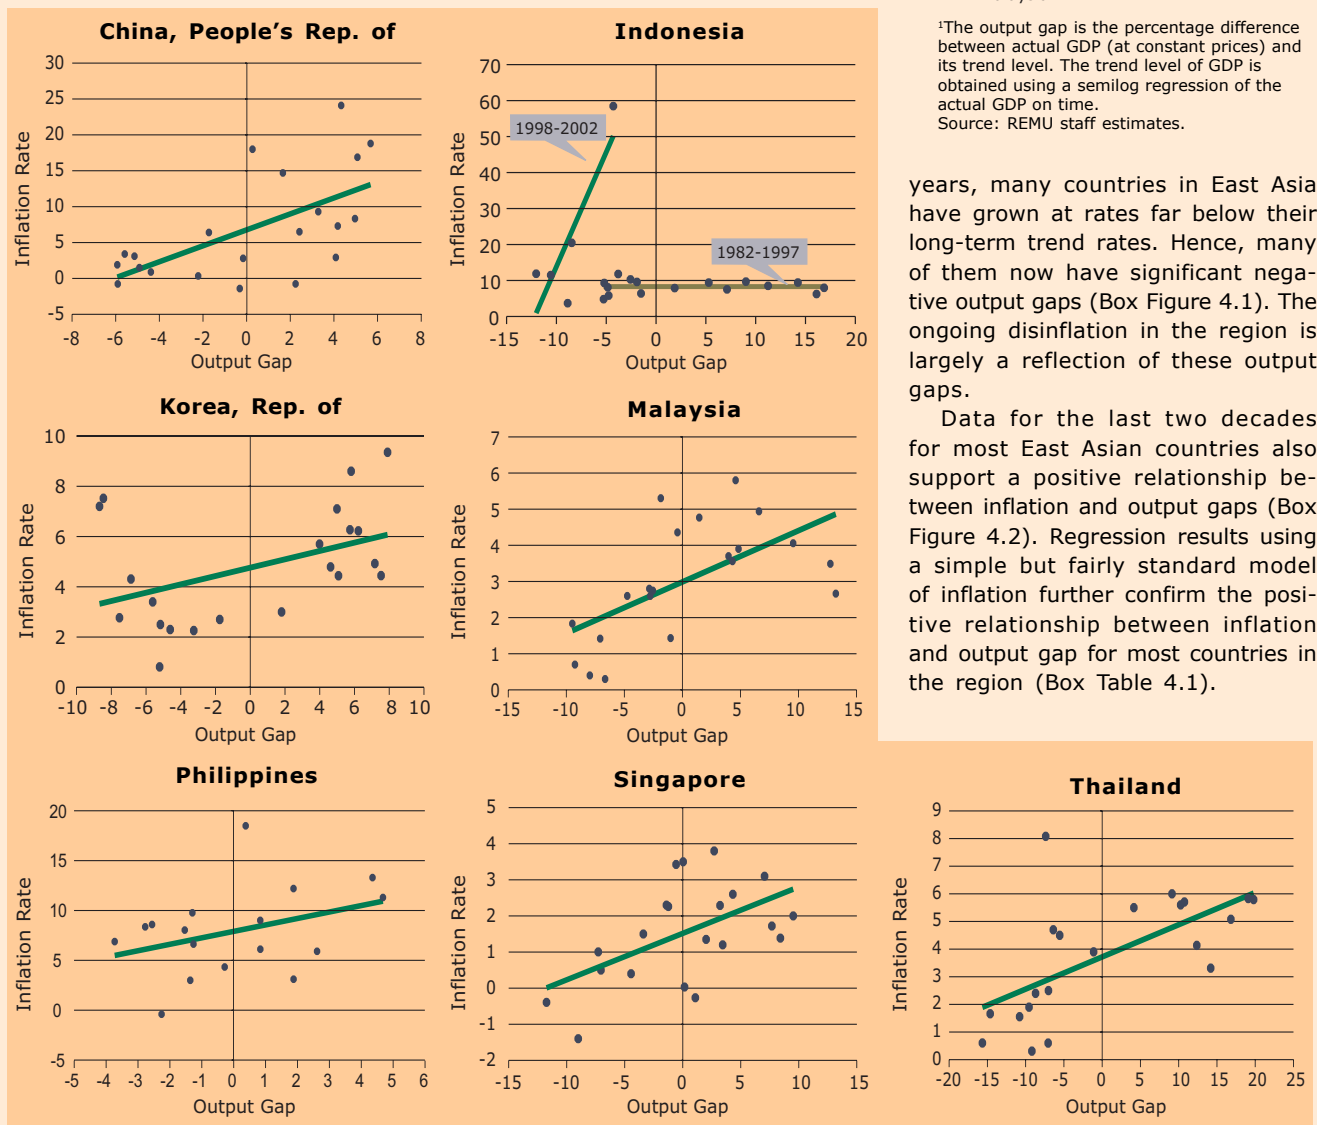 ¹The output gap is the percentage difference
between actual GDP (at constant prices) and
its trend level. The trend level of GDP is
obtained using a semilog regression of the
actual GDP on time.
Source: REMU staff estimates.
years, many countries in East Asia
have grown at rates far below their
long-term trend rates. Hence, many
of them now have significant nega-
tive output gaps (Box Figure 4.1). The
ongoing disinflation in the region is
largely a reflection of these output
gaps.
Data for the last two decades
for most East Asian countries also
support a positive relationship be-
tween inflation and output gaps (Box
Figure 4.2). Regression results using
a simple but fairly standard model
of inflation further confirm the posi-
tive relationship between inflation
and output gap for most countries in
the region (Box Table 4.1).
China, People's Rep. of
Inflation Rate
30
25
20
15
10
5
0
-5
-8 -6 -4 -2 0 2 4 6 8
Output Gap
Indonesia
Inflation Rate
70
60
50
40
30
20
10
0
1998-2002
1982-1997
-15 -10 -5 0 5 10 15 20
Output Gap
Korea, Rep. of
Inflation Rate
10
8
6
4
2
0
-10 -8 -6 -4 -2 0 2 4 6 8 10
Output Gap
Malaysia
Inflation Rate
7
6
5
4
3
2
1
0
-15 -10 -5 0 5 10 15
Output Gap
Philippines
Inflation Rate
20
15
10
5
0
-5
-5 -4 -3 -2 -1 0 1 2 3 4 5 6
Output Gap
Singapore
Inflation Rate
5
4
3
2
1
0
-1
-2
-15 -10 -5 0 5 10 15
Output Gap
Thailand
Inflation Rate
9
8
7
6
5
4
3
2
1
0
-20 -15 -10 -5 0 5 10 15 20 25
Output Gap